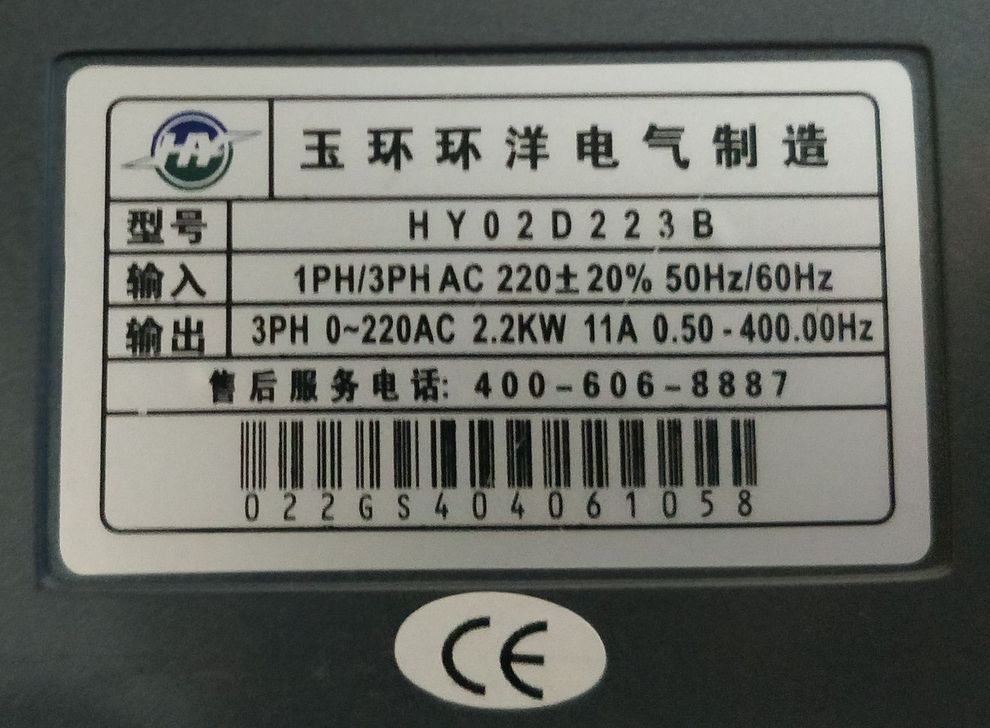 HY
玉环环洋电气制造
型号 HY02D223B
输入 1PH/3PH AC 220±20% 50Hz/60Hz
输出 3PH 0~220AC 2.2KW 11A 0.50-400.00Hz
售后服务电话: 400-606-8887
022GS404061058
CE